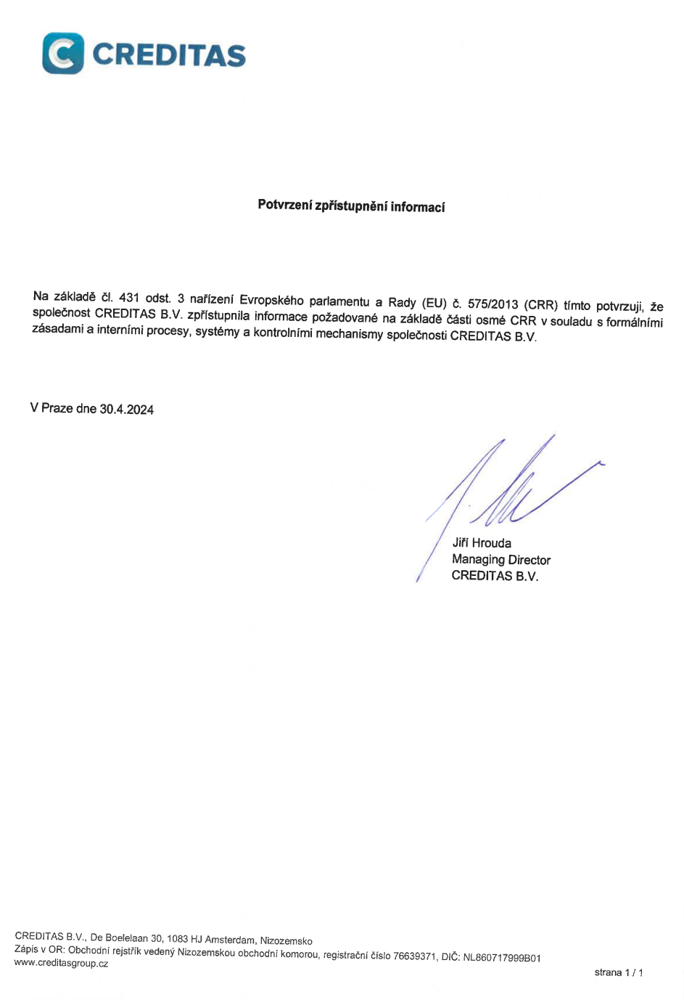 CREDITAS
Potvrzení zpřístupnění informací
Na základě čl. 431 odst. 3 nařízení Evropského parlamentu a Rady (EU) č. 575/2013 (CRR) tímto potvrzuji, že
společnost CREDITAS B.V. zpřístupnila informace požadované na základě části osmé CRR v souladu s formálními
zásadami a interními procesy, systémy a kontrolními mechanismy společnosti CREDITAS B.V.
V Praze dne 30.4.2024
Jiří Hrouda
Managing Director
CREDITAS B.V.
CREDITAS B.V., De Boelelaan 30, 1083 HJ Amsterdam, Nizozemsko
Zápis v OR: Obchodní rejstřík vedený Nizozemskou obchodní komorou, registrační číslo 76639371, DIČ: NL860717999B01
www.creditasgroup.cz
strana 1 / 1